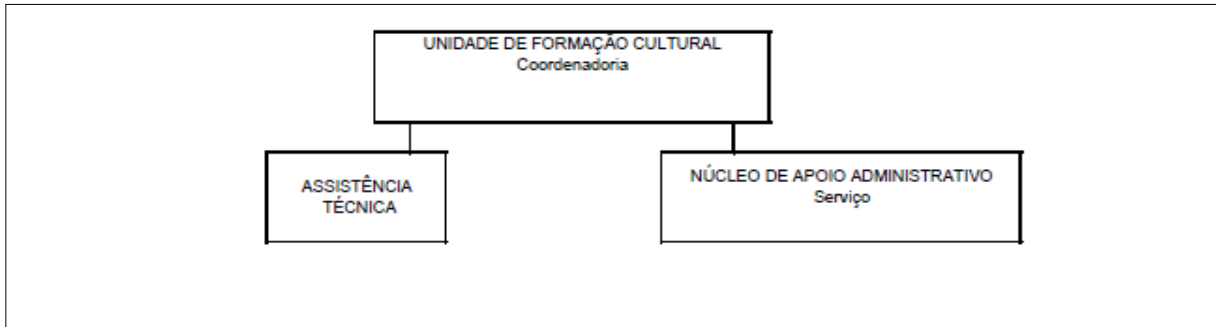 UNIDADE DE FORMAÇÃO CULTURAL
Coordenadoria
ASSISTÊNCIA
TÉCNICA
NÚCLEO DE APOIO ADMINISTRATIVO
Serviço